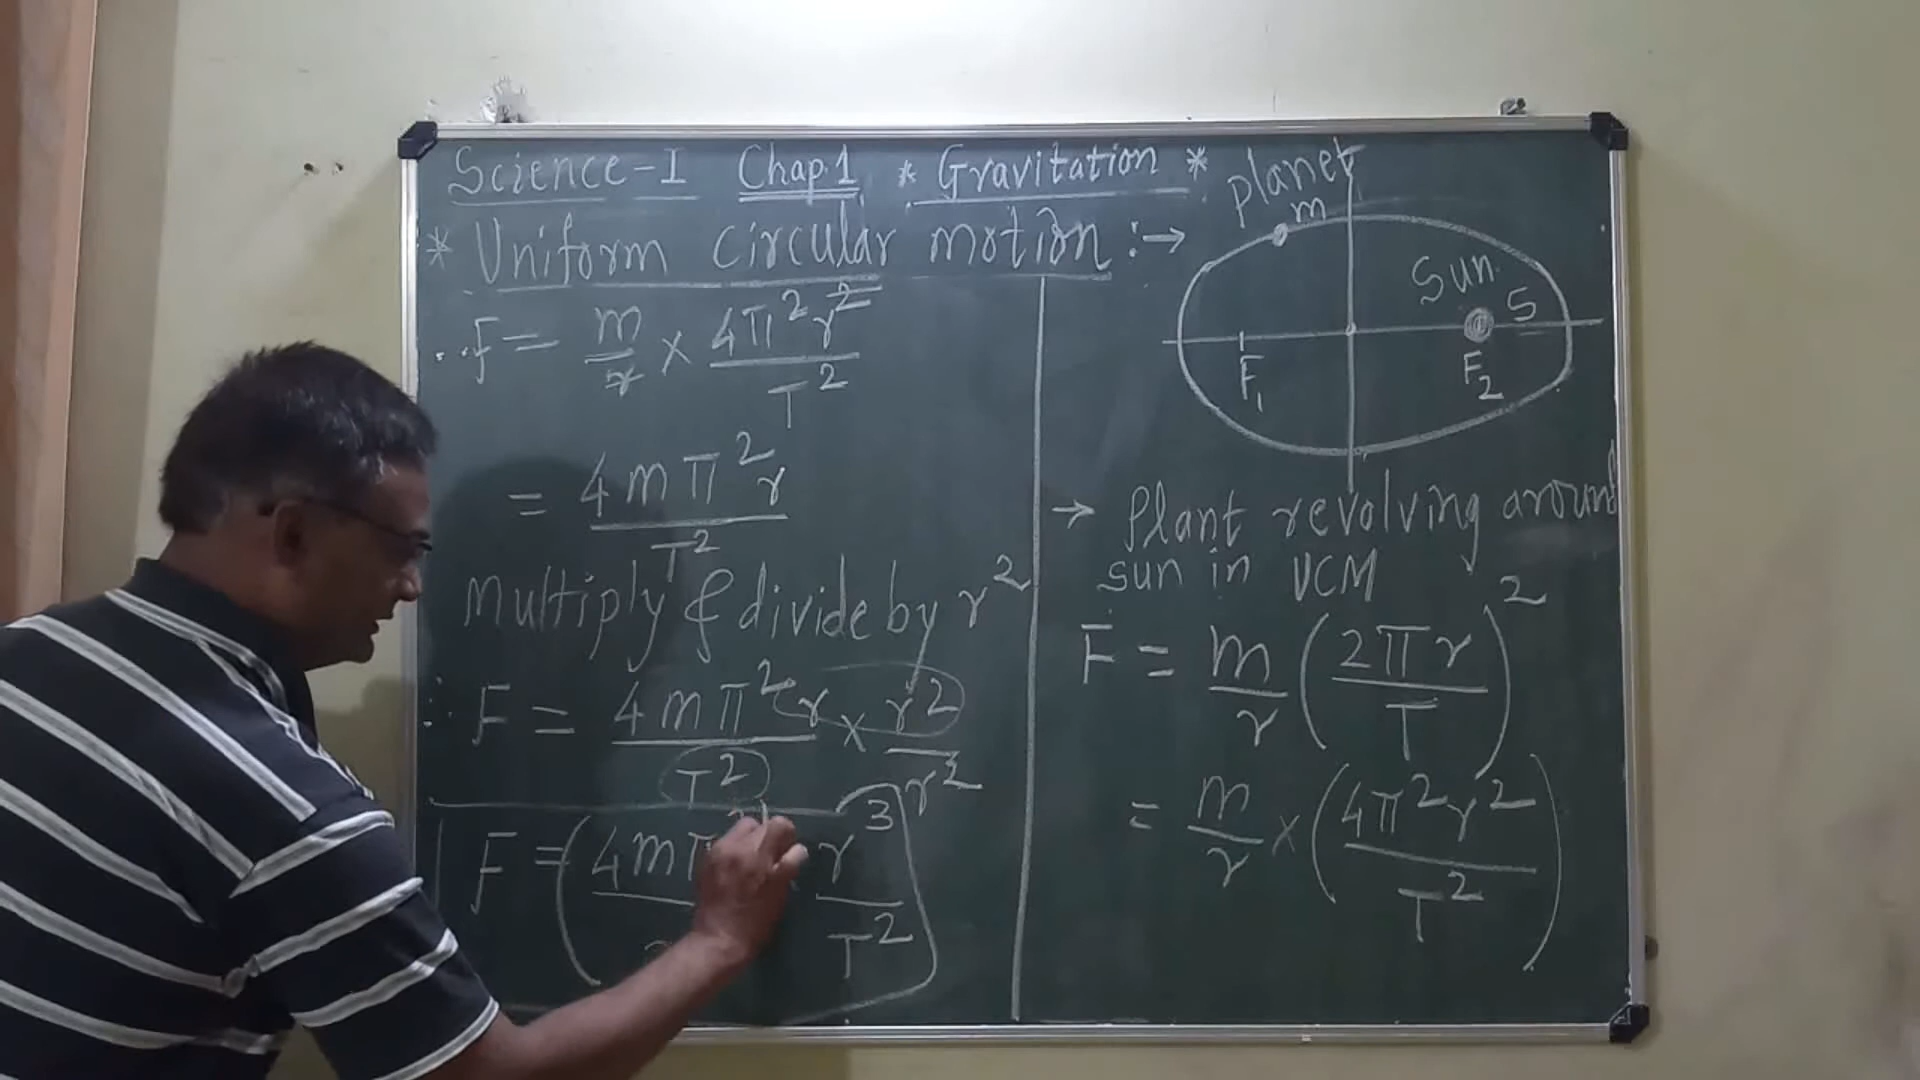 Science-I Chap.1 * Gravitation *
* Uniform circular motion :→
∴ F = m/r × 4π²r²/T²
= 4mπ²r/T²
Multiply & divide by r²
∴ F = 4mπ²r/T² × r²/r²
F = (4mπ r³/T²
planet
m
Sun
S
F₁
F₂
→ Plant revolving around
sun in UCM
F = m/r (2πr/T)²
= m/r × (4π²r²/T²)